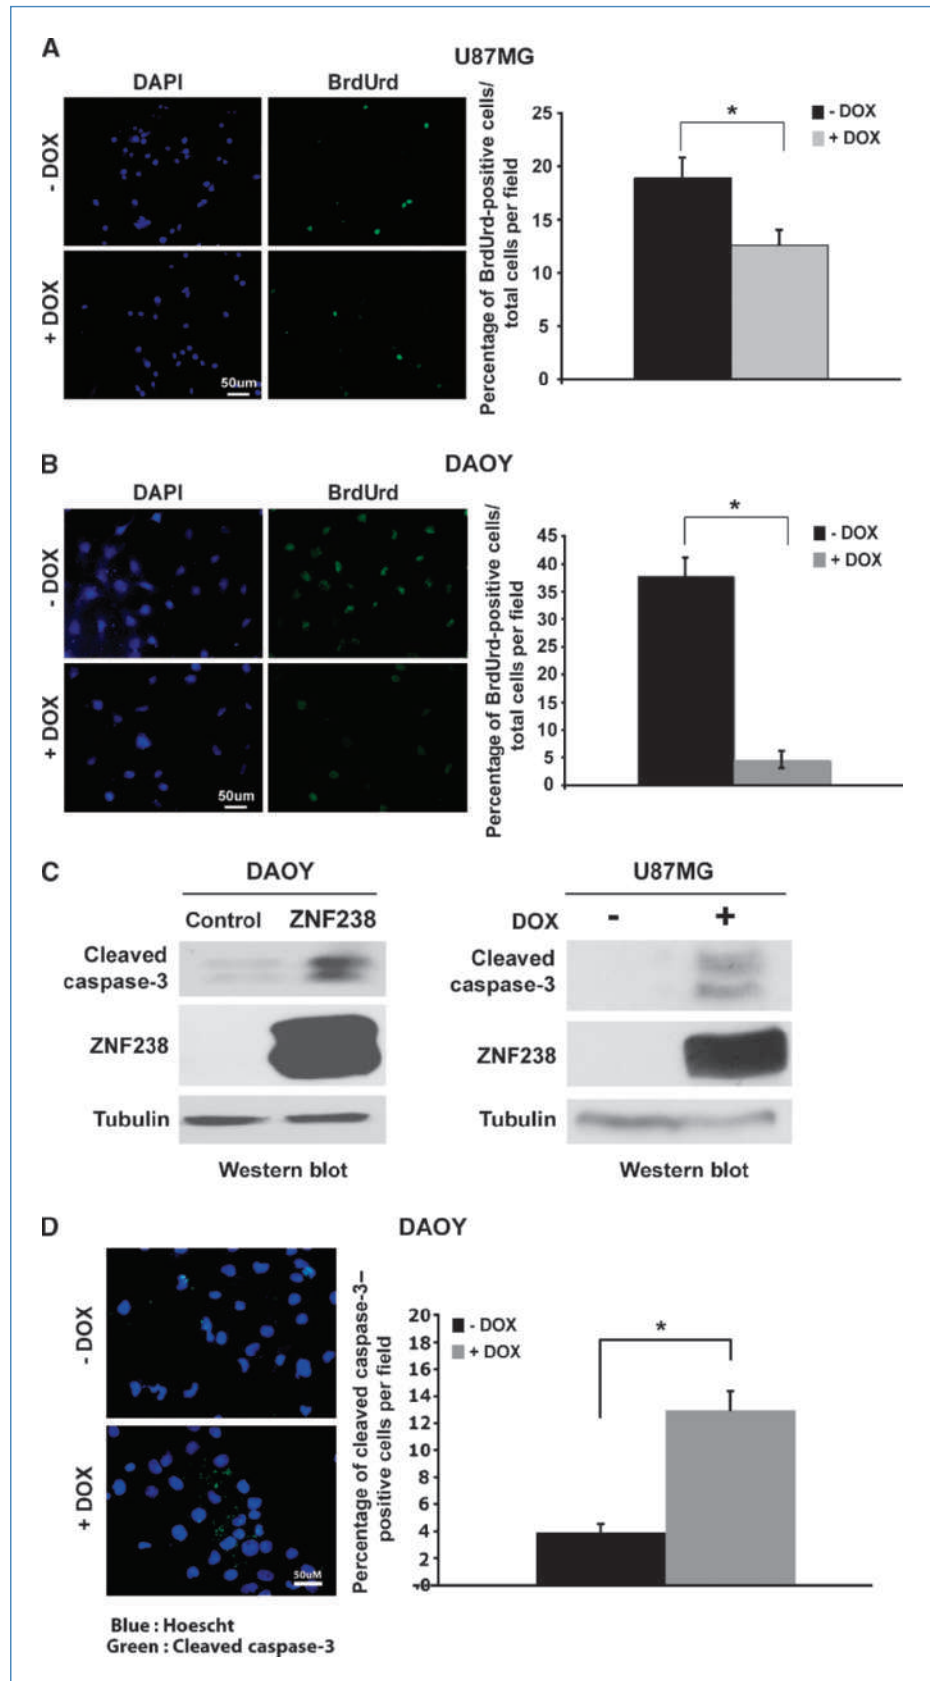 A
U87MG
DAPI
BrdUrd
- DOX
+ DOX
50um
Percentage of BrdUrd-positive cells/
total cells per field
25
20
15
10
5
0
*
- DOX
+ DOX
B
DAOY
DAPI
BrdUrd
- DOX
+ DOX
50um
Percentage of BrdUrd-positive cells/
total cells per field
45
40
35
30
25
20
15
10
5
0
*
- DOX
+ DOX
C
DAOY
Control ZNF238
Cleaved
caspase-3
ZNF238
Tubulin
Western blot
U87MG
DOX - +
Cleaved
caspase-3
ZNF238
Tubulin
Western blot
D
DAOY
- DOX
+ DOX
50uM
Blue : Hoescht
Green : Cleaved caspase-3
Percentage of cleaved caspase-3–
positive cells per field
20
18
16
14
12
10
8
6
4
2
-0
*
- DOX
+ DOX